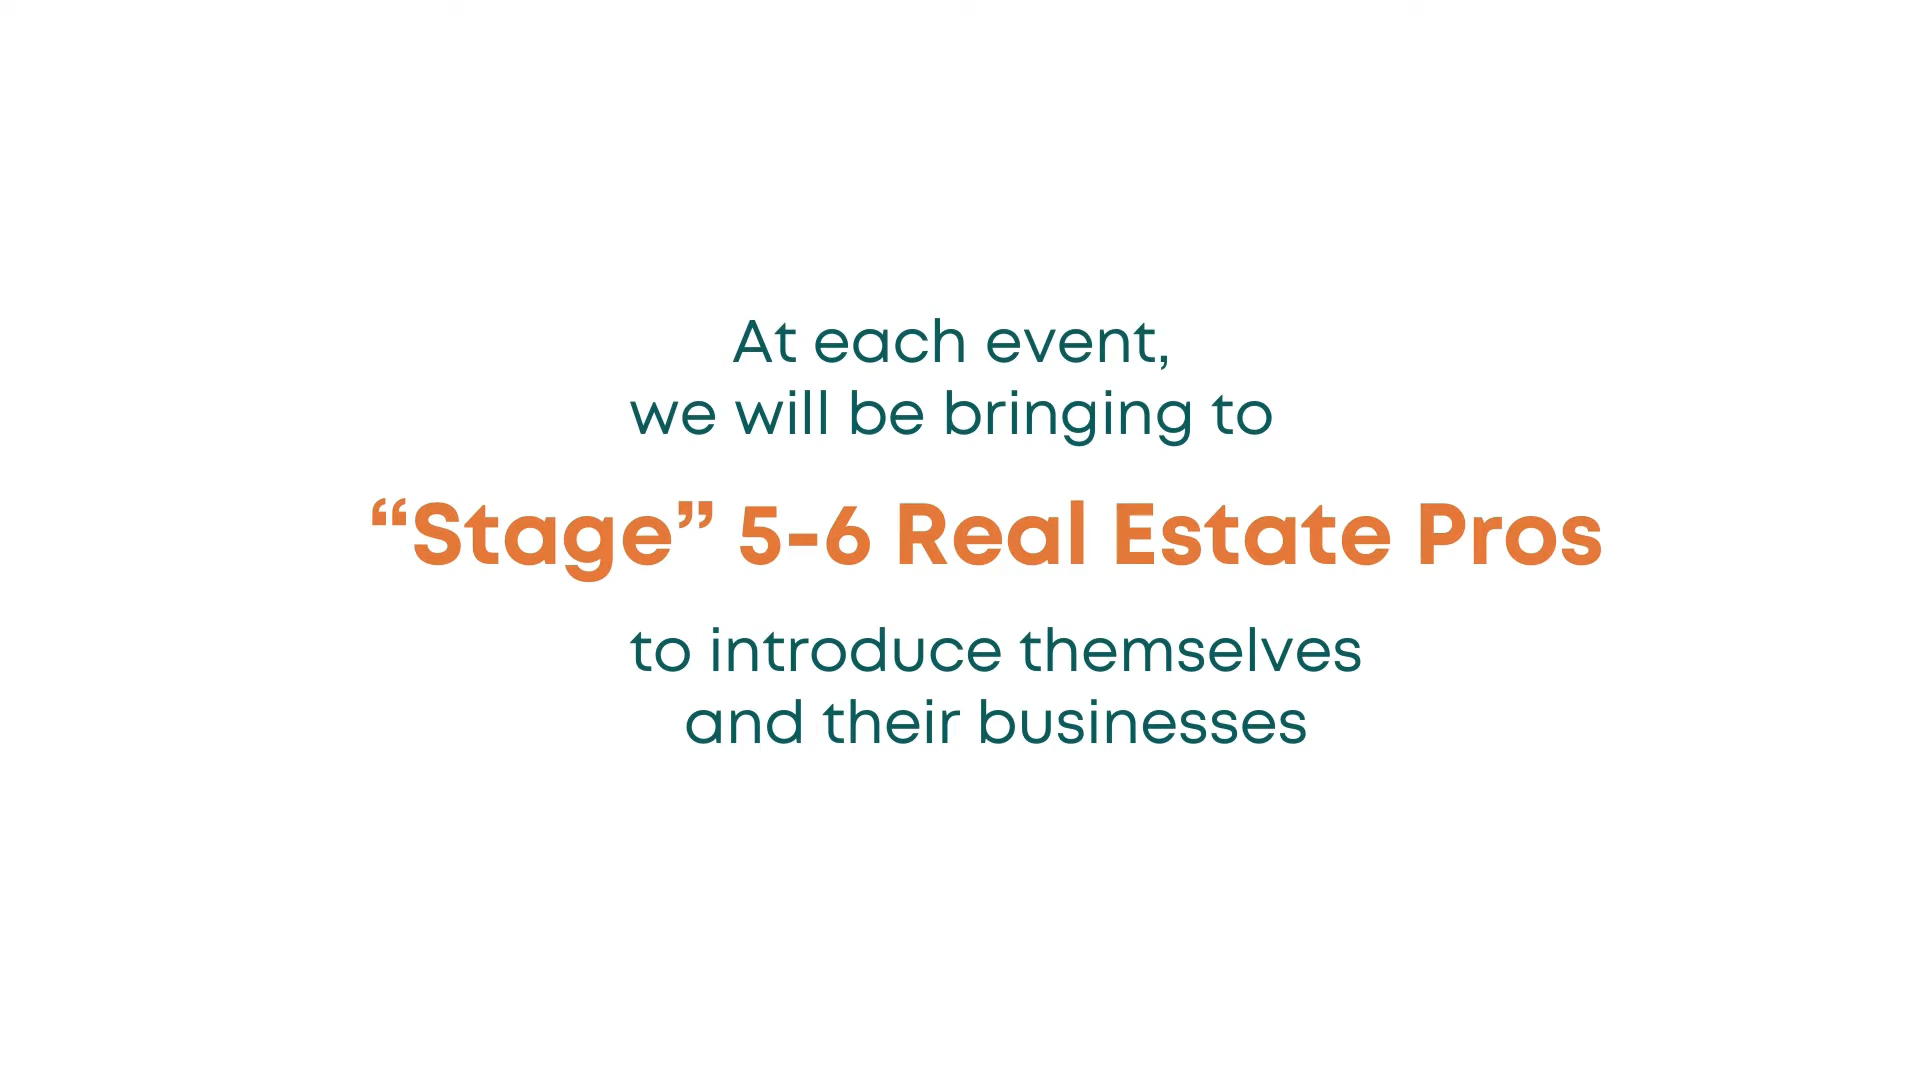 At each event,
we will be bringing to
“Stage” 5-6 Real Estate Pros
to introduce themselves
and their businesses